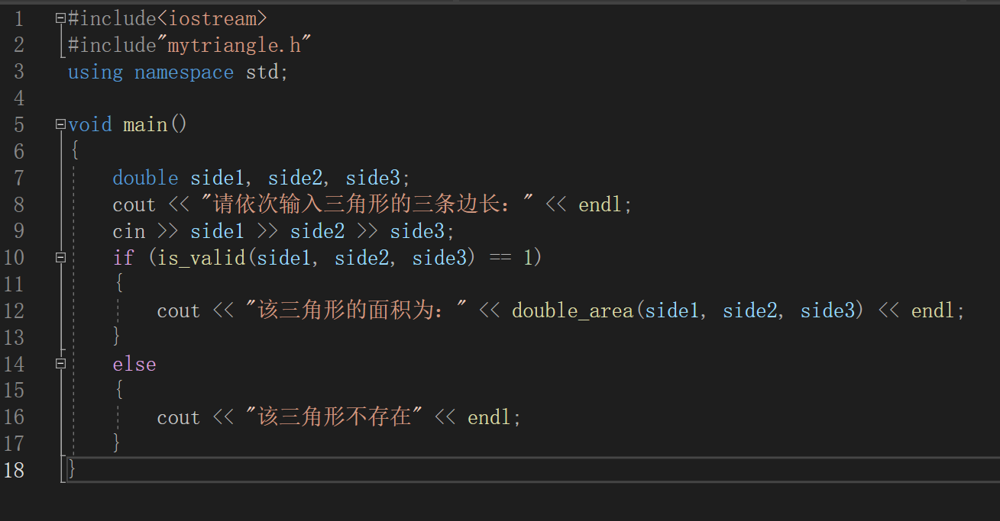 1 #include<iostream>
2 #include"mytriangle.h"
3 using namespace std;
4
5 void main()
6 {
7 double side1, side2, side3;
8 cout << "请依次输入三角形的三条边长：" << endl;
9 cin >> side1 >> side2 >> side3;
10 if (is_valid(side1, side2, side3) == 1)
11 {
12 cout << "该三角形的面积为：" << double_area(side1, side2, side3) << endl;
13 }
14 else
15 {
16 cout << "该三角形不存在" << endl;
17 }
18 }